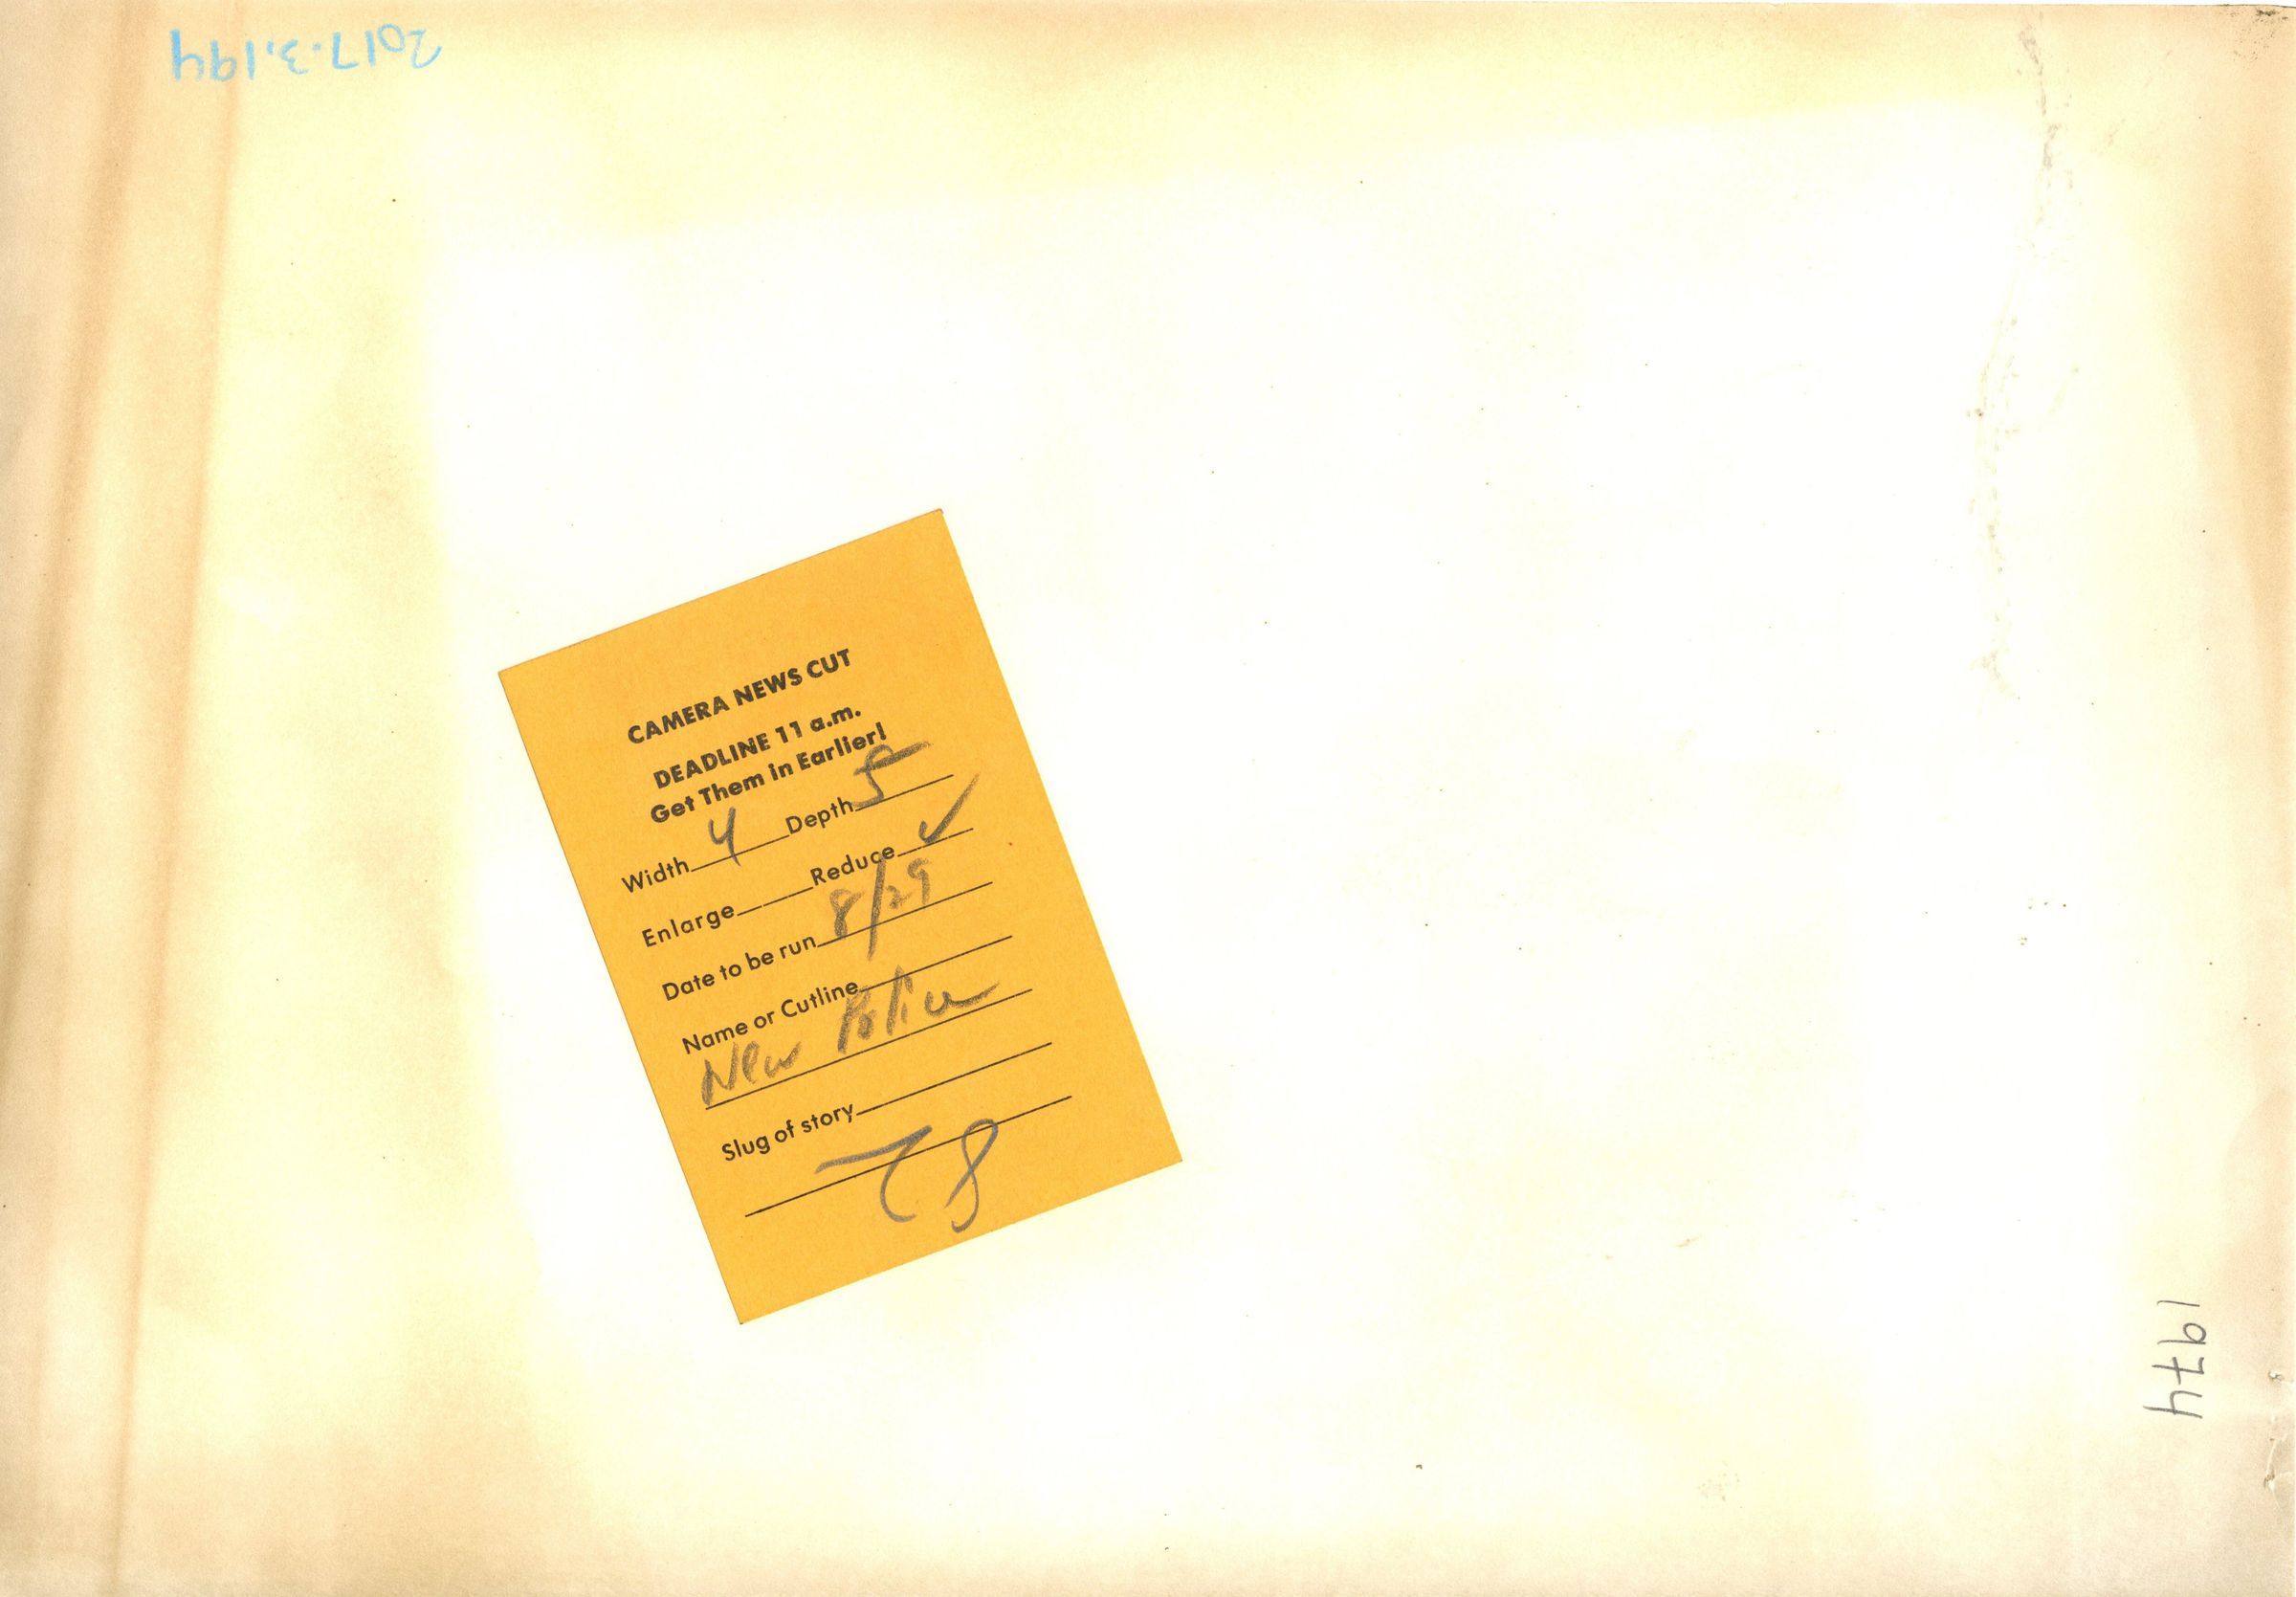 2017.3.194
CAMERA NEWS CUT
DEADLINE 11 a.m.
Get Them in Earlier!
Width 4 Depth 5
Enlarge Reduce ✓
Date to be run 8/29
Name or Cutline
New Police
Slug of story
1974